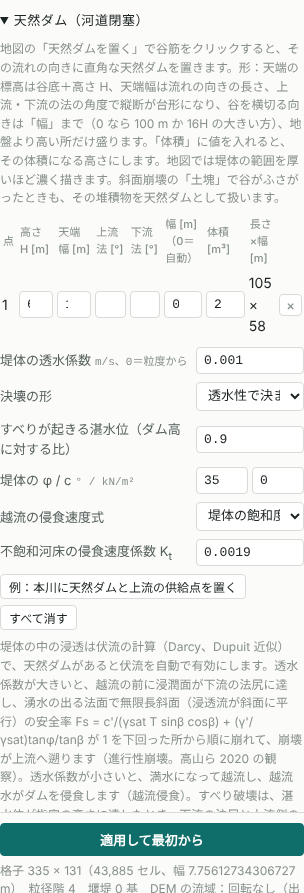 ▼ 天然ダム（河道閉塞）
地図の「天然ダムを置く」で谷筋をクリックすると、そ
の流れの向きに直角な天然ダムを置きます。形：天端の
標高は谷底＋高さ H、天端幅は流れの向きの長さ、上
流・下流の法の角度で縦断が台形になり、谷を横切る向
きは「幅」まで（0 なら 100 m か 16H の大きい方）、地
盤より高い所だけ盛ります。「体積」に値を入れると、
その体積になる高さにします。地図では堤体の範囲を厚
いほど濃く描きます。斜面崩壊の「土塊」で谷がふさが
ったときも、その堆積物を天然ダムとして扱います。
点 高さ H [m] 天端 幅 [m] 上流 法 [°] 下流 法 [°] 幅 [m] （0＝ 自動） 体積 [m³] 長さ ×幅 [m]
1 0 2 105 × 58 ×
堤体の透水係数 m/s、0＝粒度から 0.001
決壊の形 透水性で決ま
すべりが起きる湛水位（ダム高
に対する比） 0.9
堤体の φ / c ° / kN/m² 35 0
越流の侵食速度式 堤体の飽和度
不飽和河床の侵食速度係数 Kt 0.0019
例：本川に天然ダムと上流の供給点を置く
すべて消す
堤体の中の浸透は伏流の計算（Darcy、Dupuit 近似）
で、天然ダムがあると伏流を自動で有効にします。透水
係数が大きいと、越流の前に浸潤面が下流の法尻に達
し、湧水の出る法面で無限長斜面（浸透流が斜面に平
行）の安全率 Fs = c'/(γsat T sinβ cosβ) + (γ'/
γsat)tanφ/tanβ が 1 を下回った所から順に崩れて、崩壊
が上流へ遡ります（進行性崩壊。高山ら 2020 の観
察）。透水係数が小さいと、満水になって越流し、越流
水がダムを侵食します（越流侵食）。すべり破壊は、湛
適用して最初から
格子 335 × 131（43,885 セル、幅 7.75612734306727
m） 粒径階 4 堰堤 0 基 DEM の流域：回転なし（出